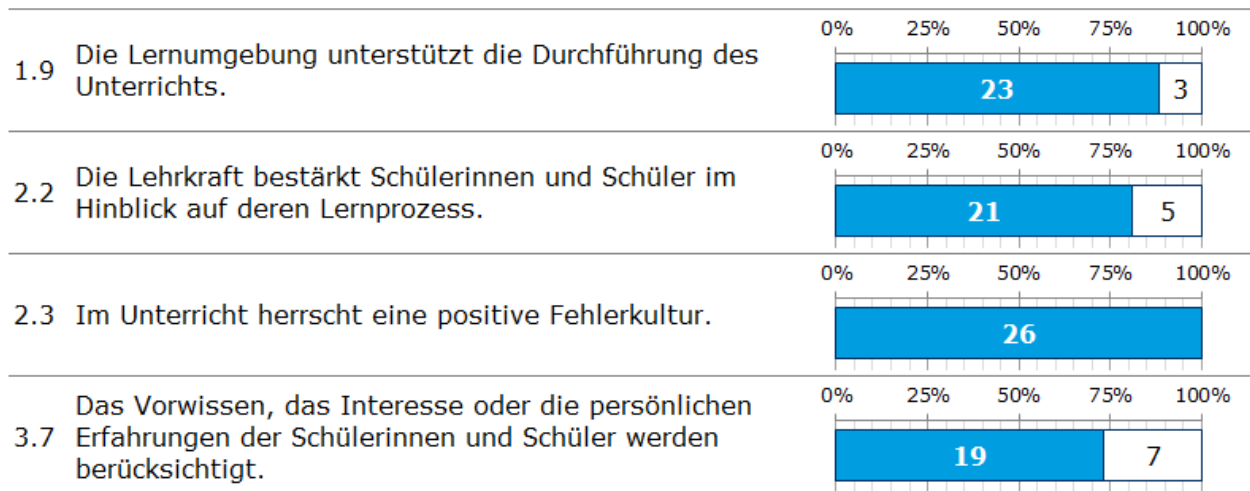 0% 25% 50% 75% 100%
1.9 Die Lernumgebung unterstützt die Durchführung des
Unterrichts.
23 3
0% 25% 50% 75% 100%
2.2 Die Lehrkraft bestärkt Schülerinnen und Schüler im
Hinblick auf deren Lernprozess.
21 5
0% 25% 50% 75% 100%
2.3 Im Unterricht herrscht eine positive Fehlerkultur.
26
0% 25% 50% 75% 100%
Das Vorwissen, das Interesse oder die persönlichen
3.7 Erfahrungen der Schülerinnen und Schüler werden
berücksichtigt.
19 7